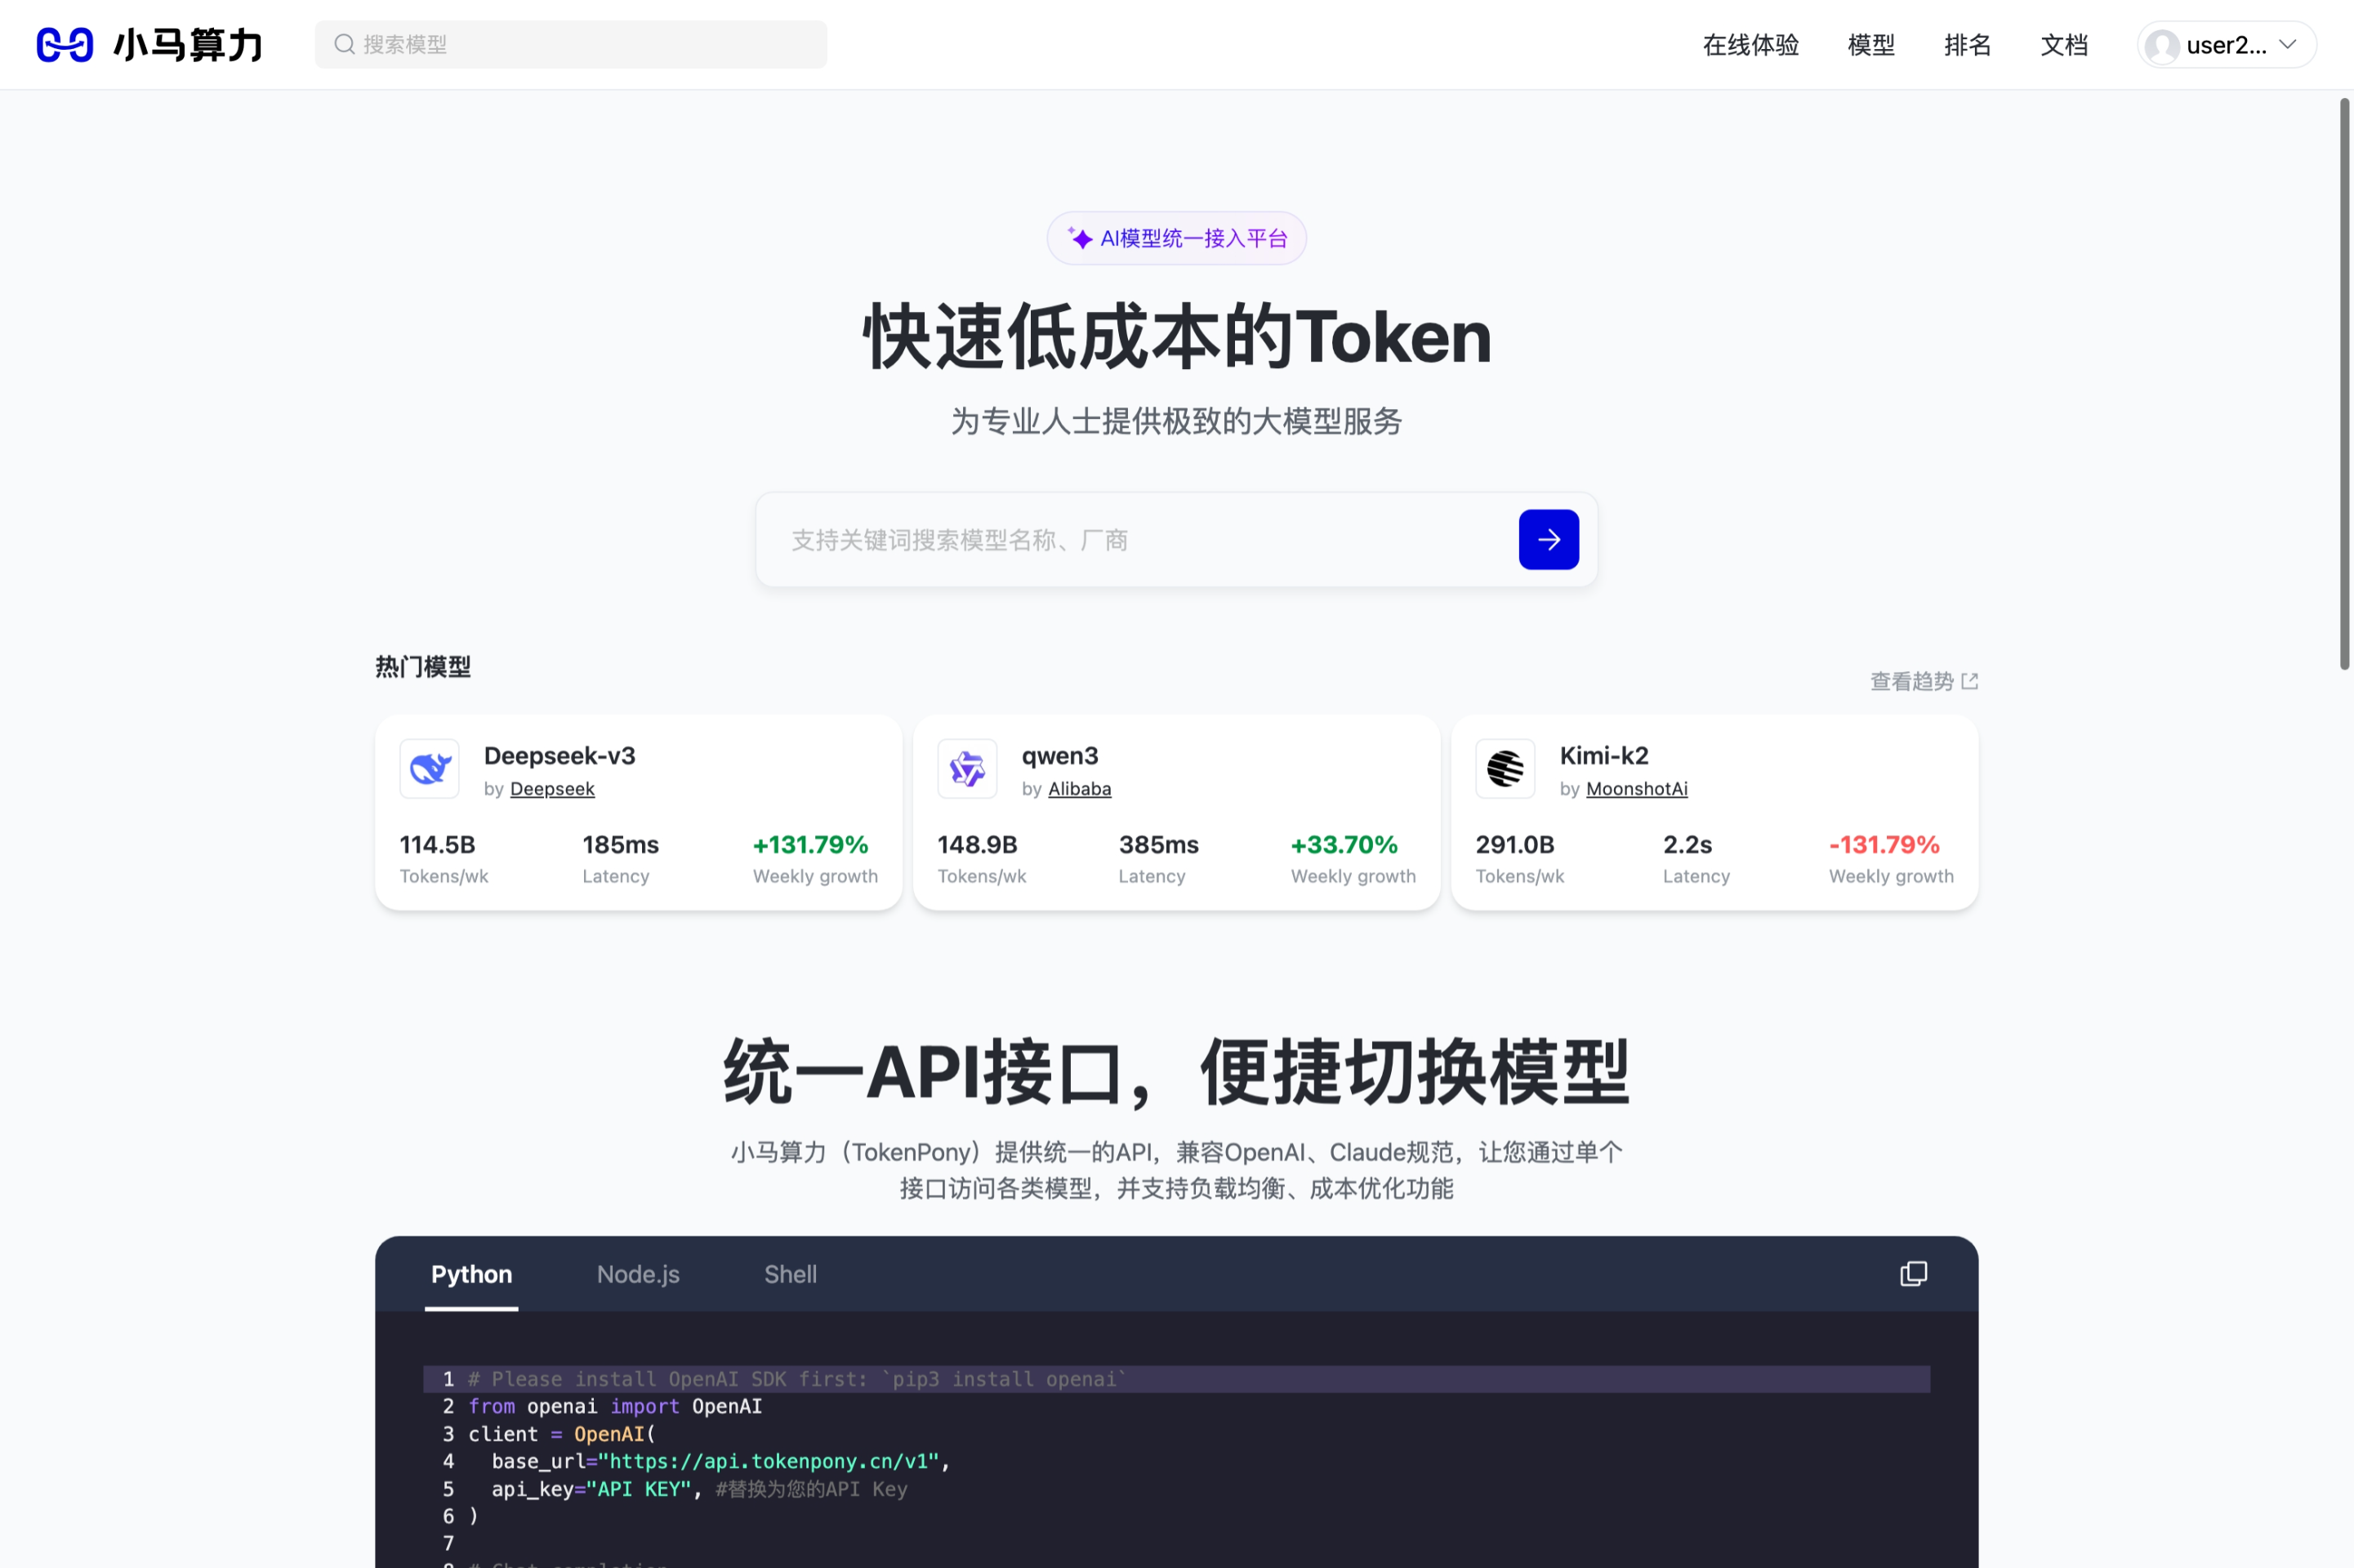 小马算力
搜索模型
在线体验 模型 排名 文档 user2...
AI模型统一接入平台
快速低成本的Token
为专业人士提供极致的大模型服务
支持关键词搜索模型名称、厂商
热门模型
查看趋势
Deepseek-v3
by Deepseek
114.5B 185ms +131.79%
Tokens/wk Latency Weekly growth
qwen3
by Alibaba
148.9B 385ms +33.70%
Tokens/wk Latency Weekly growth
Kimi-k2
by MoonshotAi
291.0B 2.2s -131.79%
Tokens/wk Latency Weekly growth
统一API接口，便捷切换模型
小马算力（TokenPony）提供统一的API，兼容OpenAI、Claude规范，让您通过单个
接口访问各类模型，并支持负载均衡、成本优化功能
Python Node.js Shell
1 # Please install OpenAI SDK first: `pip3 install openai`
2 from openai import OpenAI
3 client = OpenAI(
4   base_url="https://api.tokenpony.cn/v1",
5   api_key="API KEY", #替换为您的API Key
6 )
7
8 # Chat completion